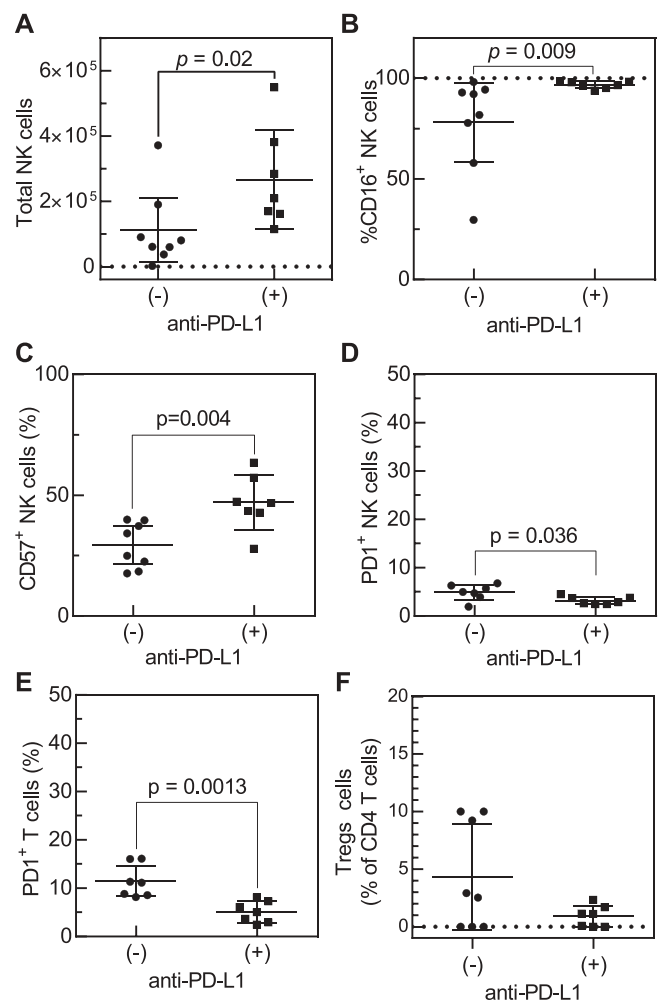 A
Total NK cells
6× 10⁵
4× 10⁵
2× 10⁵
0
p = 0.02
(-)
(+)
anti-PD-L1
B
%CD16⁺ NK cells
100
50
0
p = 0.009
(-)
(+)
anti-PD-L1
C
CD57⁺ NK cells (%)
100
50
0
p=0.004
(-)
(+)
anti-PD-L1
D
PD1⁺ NK cells (%)
50
40
30
20
10
0
p = 0.036
(-)
(+)
anti-PD-L1
E
PD1⁺ T cells (%)
50
40
30
20
10
0
p = 0.0013
(-)
(+)
anti-PD-L1
F
Tregs cells
(% of CD4 T cells)
20
15
10
5
0
(-)
(+)
anti-PD-L1